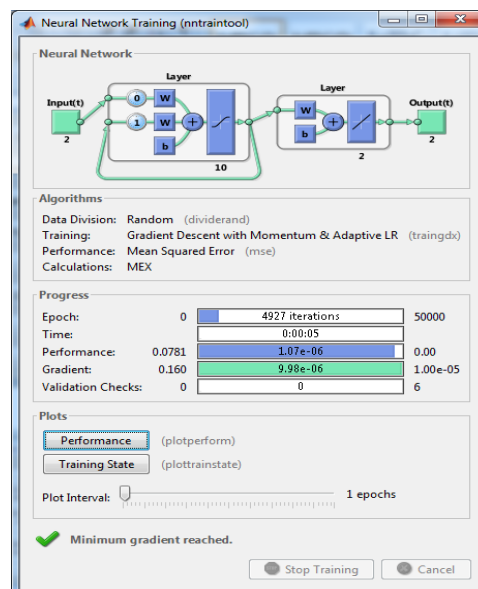 Neural Network Training (nntraintool)
Neural Network
Layer
Layer
Input(t)
0
W
1
W
b
W
b
Output(t)
2
10
2
2
Algorithms
Data Division: Random (dividerand)
Training: Gradient Descent with Momentum & Adaptive LR (traingdx)
Performance: Mean Squared Error (mse)
Calculations: MEX
Progress
Epoch: 0 4927 iterations 50000
Time: 0:00:05
Performance: 0.0781 1.07e-06 0.00
Gradient: 0.160 9.98e-06 1.00e-05
Validation Checks: 0 0 6
Plots
Performance (plotperform)
Training State (plottrainstate)
Plot Interval: 1 epochs
Minimum gradient reached.
Stop Training Cancel